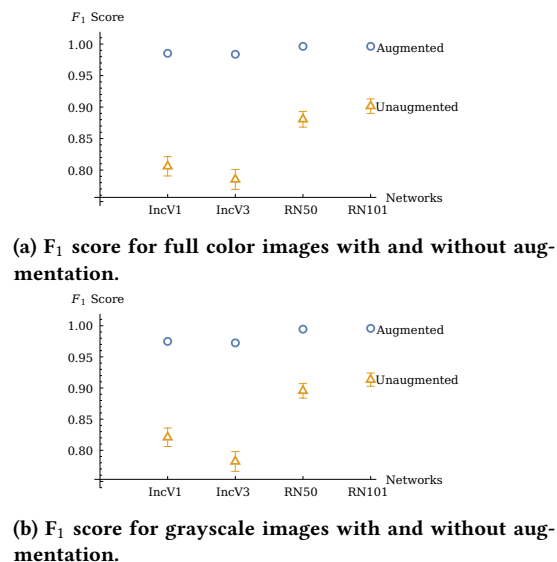 F₁ Score
1.00
Augmented
0.95
0.90
Unaugmented
0.85
0.80
Networks
IncV1 IncV3 RN50 RN101
(a) F₁ score for full color images with and without aug-
mentation.
F₁ Score
1.00
Augmented
0.95
0.90
Unaugmented
0.85
0.80
Networks
IncV1 IncV3 RN50 RN101
(b) F₁ score for grayscale images with and without aug-
mentation.